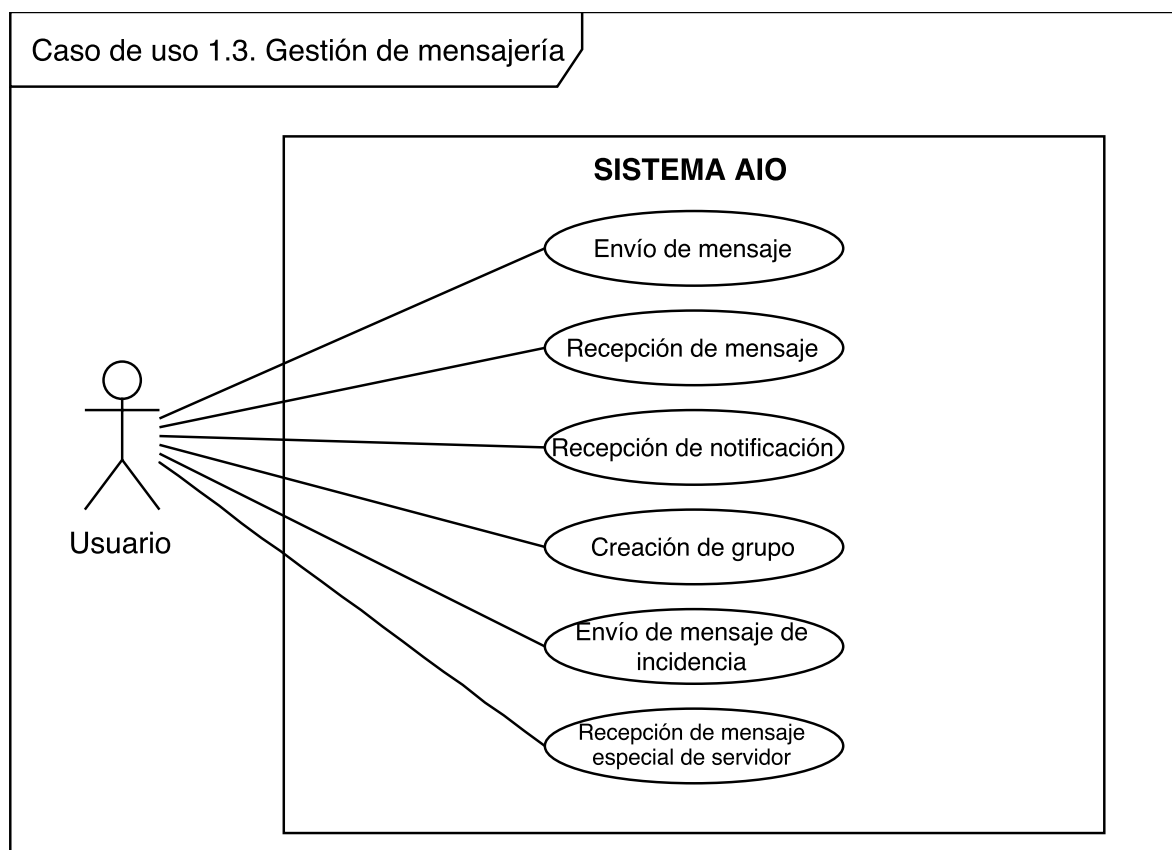 Caso de uso 1.3. Gestión de mensajería
SISTEMA AIO
Envío de mensaje
Recepción de mensaje
Recepción de notificación
Creación de grupo
Envío de mensaje de
incidencia
Recepción de mensaje
especial de servidor
Usuario